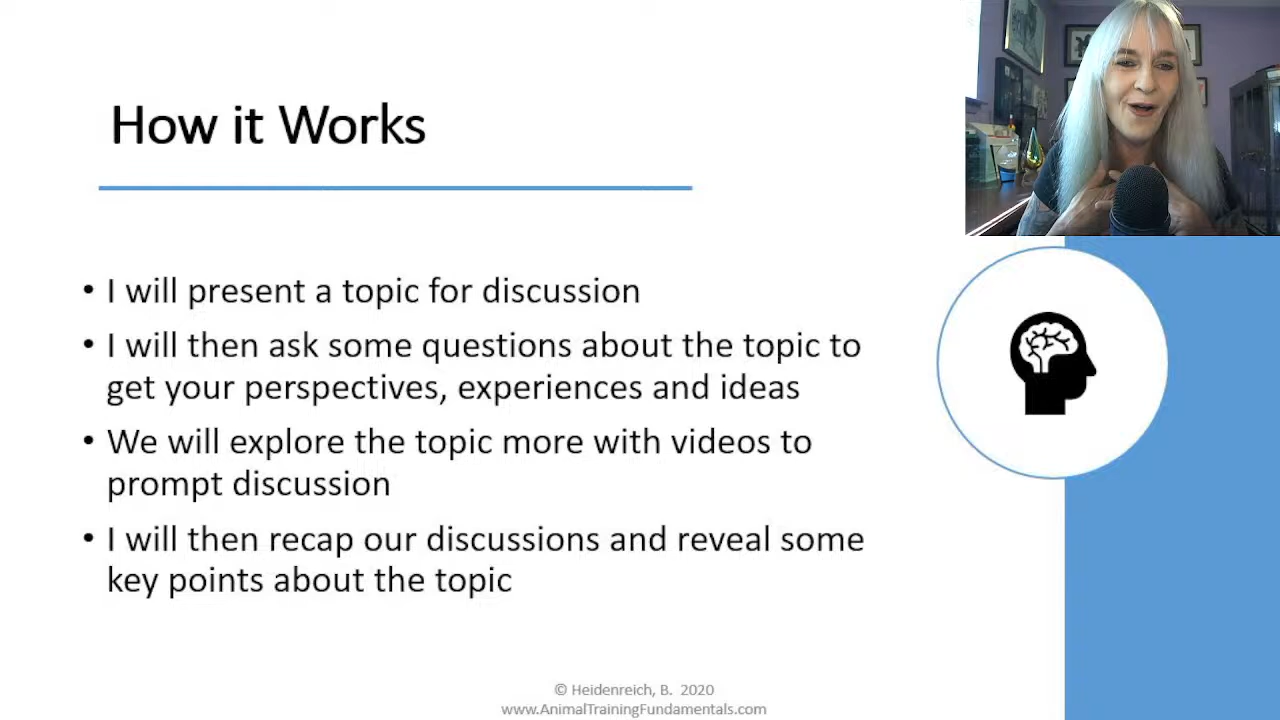 How it Works
• I will present a topic for discussion
• I will then ask some questions about the topic to
get your perspectives, experiences and ideas
• We will explore the topic more with videos to
prompt discussion
• I will then recap our discussions and reveal some
key points about the topic
© Heidenreich, B. 2020
www.AnimalTrainingFundamentals.com